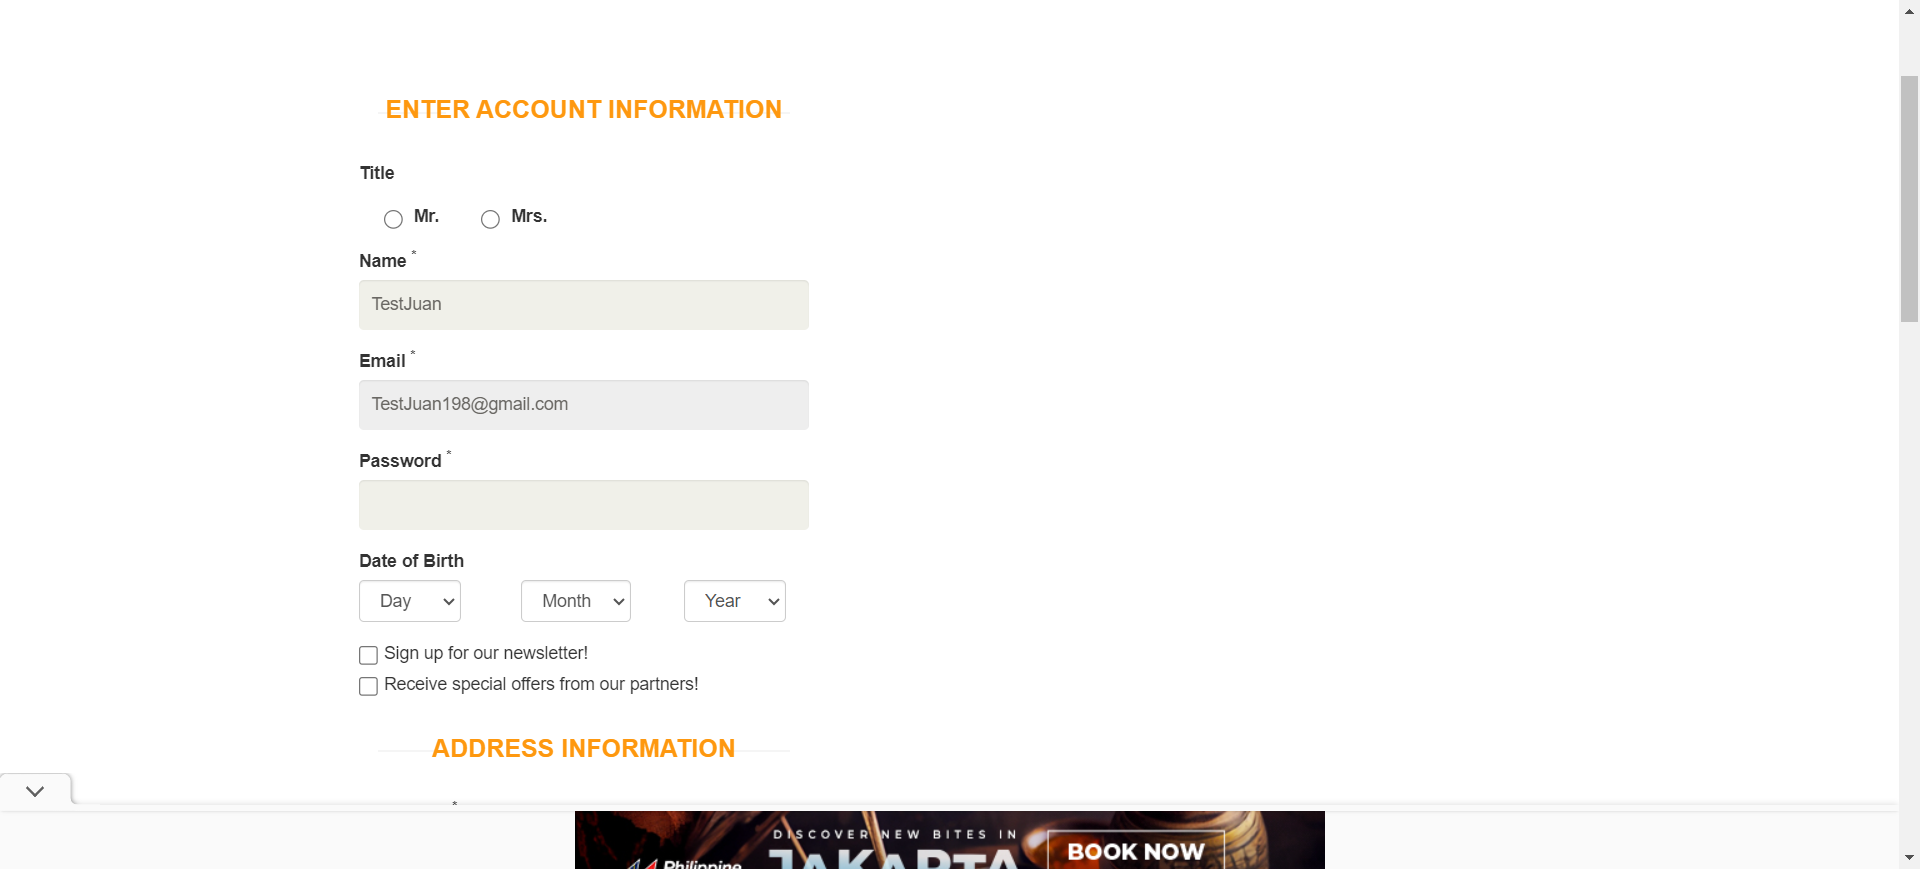 ENTER ACCOUNT INFORMATION
Title
Mr. Mrs.
Name *
TestJuan
Email *
TestJuan198@gmail.com
Password *
Date of Birth
Day Month Year
Sign up for our newsletter!
Receive special offers from our partners!
ADDRESS INFORMATION
*
DISCOVER NEW BITES IN
JAKARTA
Philippine
BOOK NOW